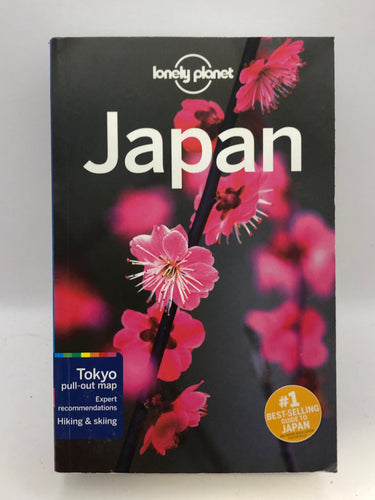 lonely planet
Japan
Tokyo
pull-out map
Expert
recommendations
Hiking & skiing
#1
BEST-SELLING
GUIDE TO
JAPAN